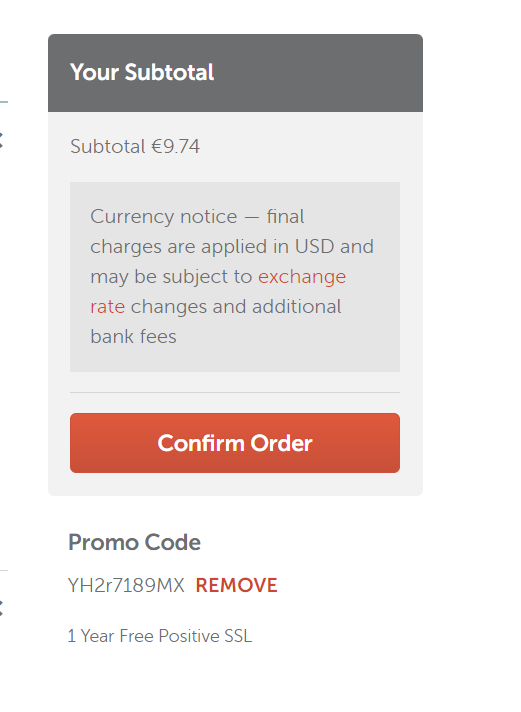 Your Subtotal
Subtotal €9.74
Currency notice — final
charges are applied in USD and
may be subject to exchange
rate changes and additional
bank fees
Confirm Order
Promo Code
YH2r7189MX REMOVE
1 Year Free Positive SSL